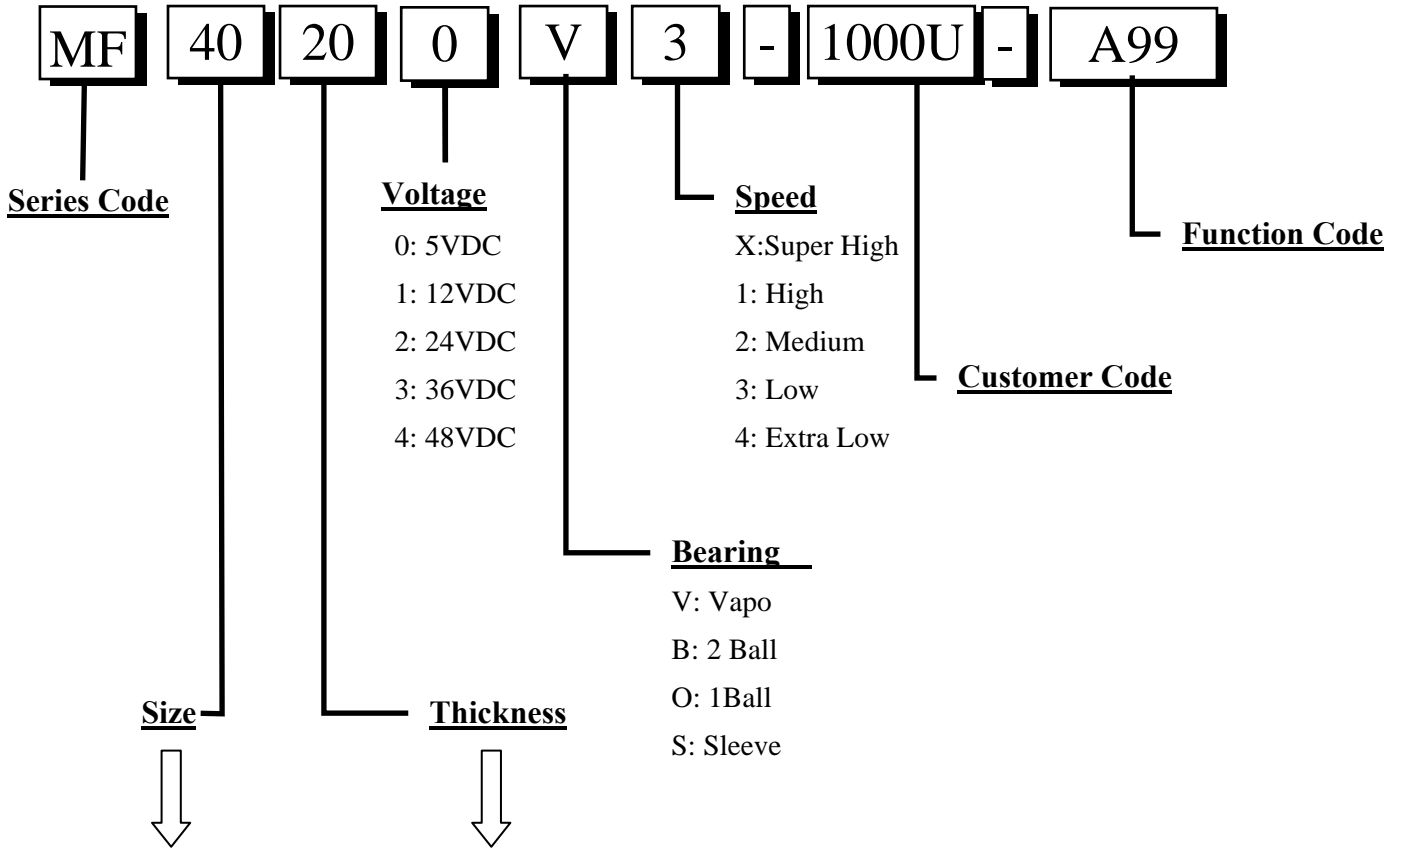 MF 40 20 0 V 3 - 1000U - A99
Series Code
Voltage
0: 5VDC
1: 12VDC
2: 24VDC
3: 36VDC
4: 48VDC
Speed
X:Super High
1: High
2: Medium
3: Low
4: Extra Low
Function Code
Customer Code
Bearing
V: Vapo
B: 2 Ball
O: 1Ball
S: Sleeve
Size
Thickness